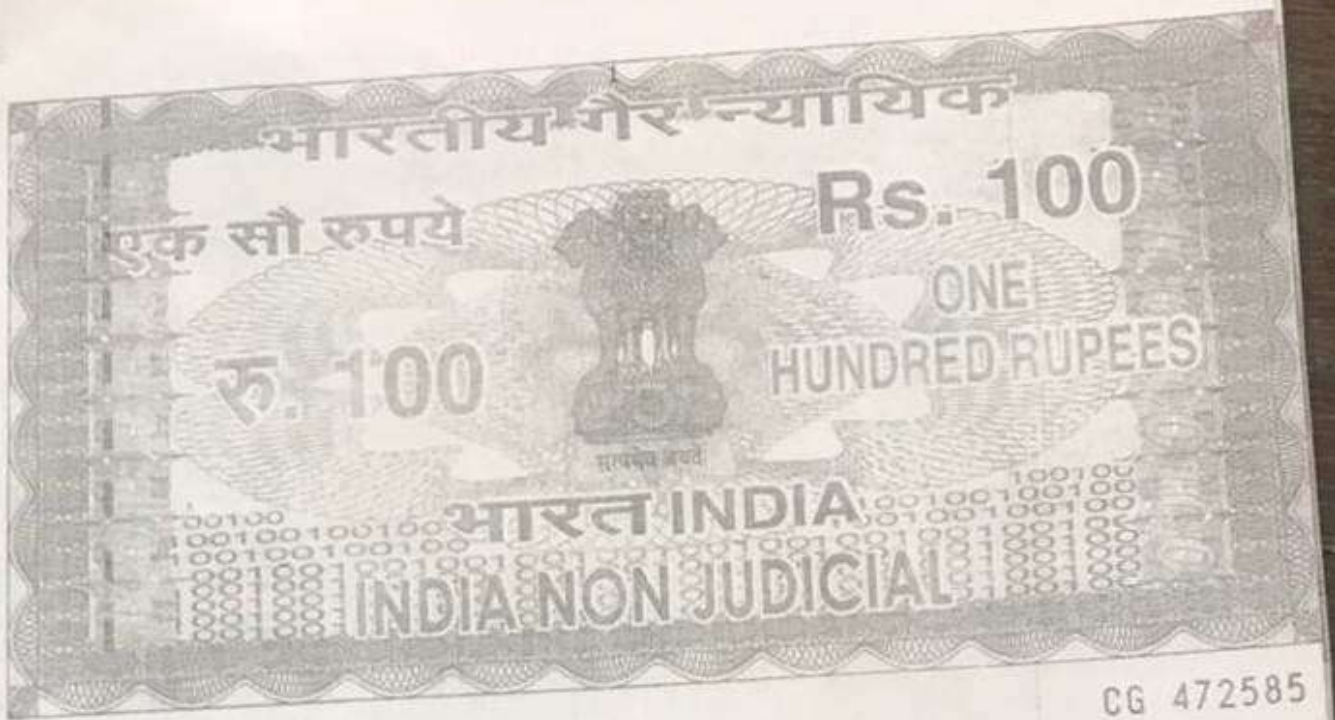 भारतीय गैर न्यायिक
एक सौ रुपये
Rs. 100
रु. 100
ONE
HUNDRED RUPEES
सत्यमेव जयते
भारत INDIA
INDIA NON JUDICIAL
CG 472585